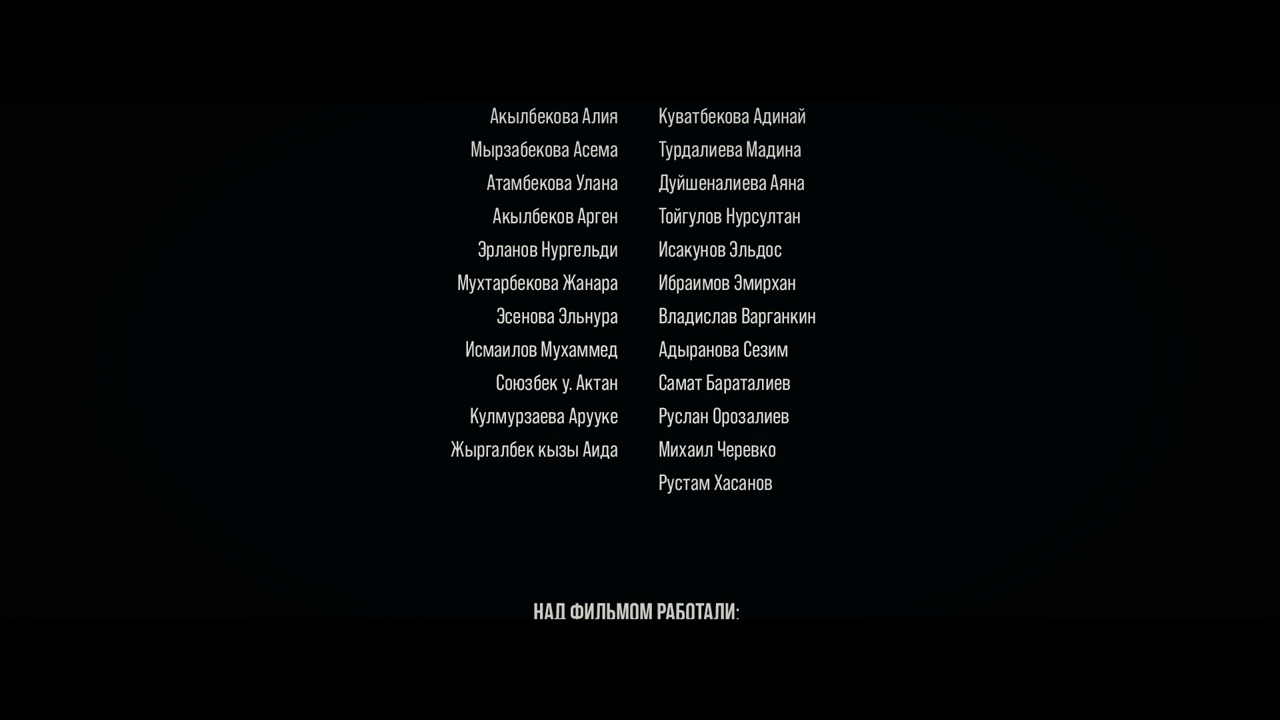 Акылбекова Алия Куватбекова Адинай
Мырзабекова Асема Турдалиева Мадина
Атамбекова Улана Дуйшеналиева Аяна
Акылбеков Арген Тойгулов Нурсултан
Эрланов Нургельди Исакунов Эльдос
Мухтарбекова Жанара Ибраимов Эмирхан
Эсенова Эльнура Владислав Варганкин
Исмаилов Мухаммед Адыранова Сезим
Союзбек у. Актан Самат Бараталиев
Кулмурзаева Арууке Руслан Орозалиев
Жыргалбек кызы Аида Михаил Черевко
Рустам Хасанов
НАД ФИЛЬМОМ РАБОТАЛИ: